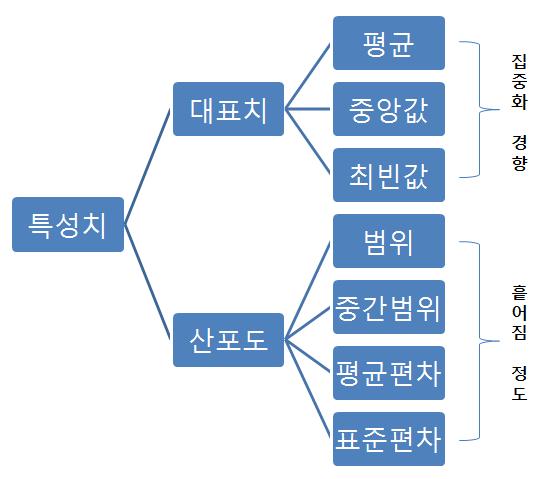 특성치
대표치
평균
중앙값
최빈값
집중화 경향
산포도
범위
중간범위
평균편차
표준편차
흩어짐 정도